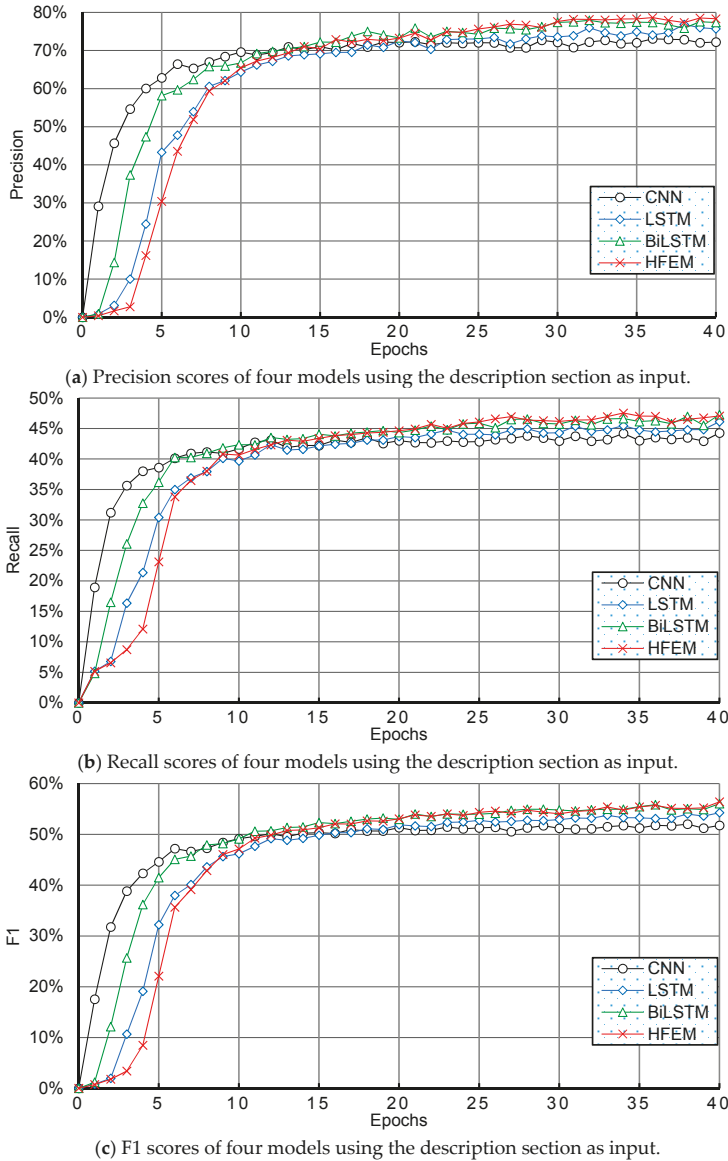 80%
70%
60%
50%
40%
30%
20%
10%
0%
Precision
CNN
LSTM
BiLSTM
HFEM
0 5 10 15 20 25 30 35 40
Epochs
(a) Precision scores of four models using the description section as input.
50%
45%
40%
35%
30%
25%
20%
15%
10%
5%
0%
Recall
CNN
LSTM
BiLSTM
HFEM
0 5 10 15 20 25 30 35 40
Epochs
(b) Recall scores of four models using the description section as input.
60%
50%
40%
30%
20%
10%
0%
F1
CNN
LSTM
BiLSTM
HFEM
0 5 10 15 20 25 30 35 40
Epochs
(c) F1 scores of four models using the description section as input.